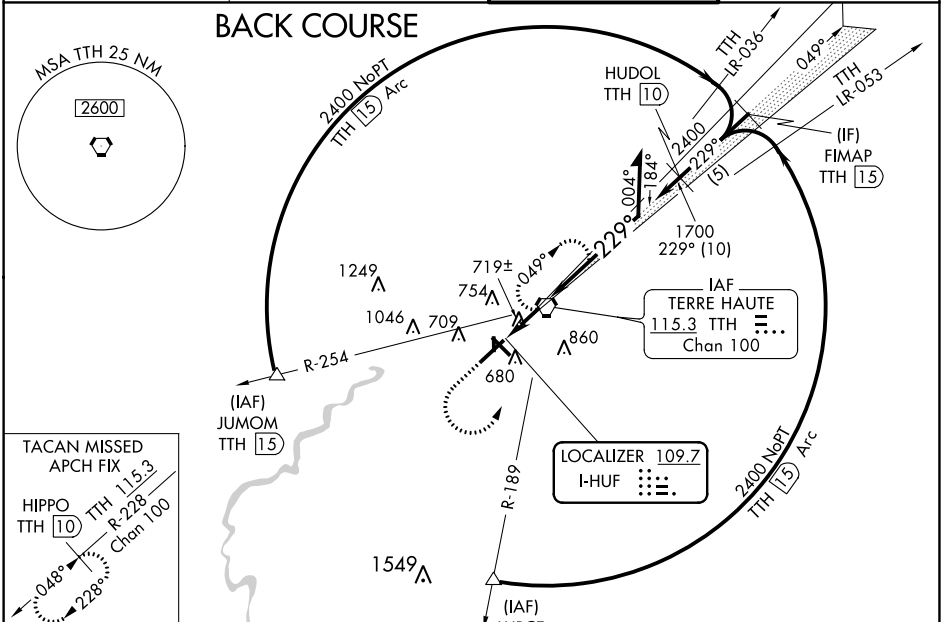 BACK COURSE
MSA TTH 25 NM
2600
2400 NoPT
TTH 15 Arc
HUDOL
TTH 10
TTH
LR-036
049°
TTH
LR-053
2400
229°
(5)
(IF)
FIMAP
TTH 15
004°
184°
229°
1700
229° (10)
049°
1249
719±
754
1046
709
860
680
IAF
TERRE HAUTE
115.3 TTH
Chan 100
R-254
(IAF)
JUMOM
TTH 15
LOCALIZER 109.7
I-HUF
R-189
2400 NoPT
TTH 15 Arc
TACAN MISSED
APCH FIX
HIPPO
TTH 10
TTH 115.3
R-228
Chan 100
048°
228°
1549
(IAF)